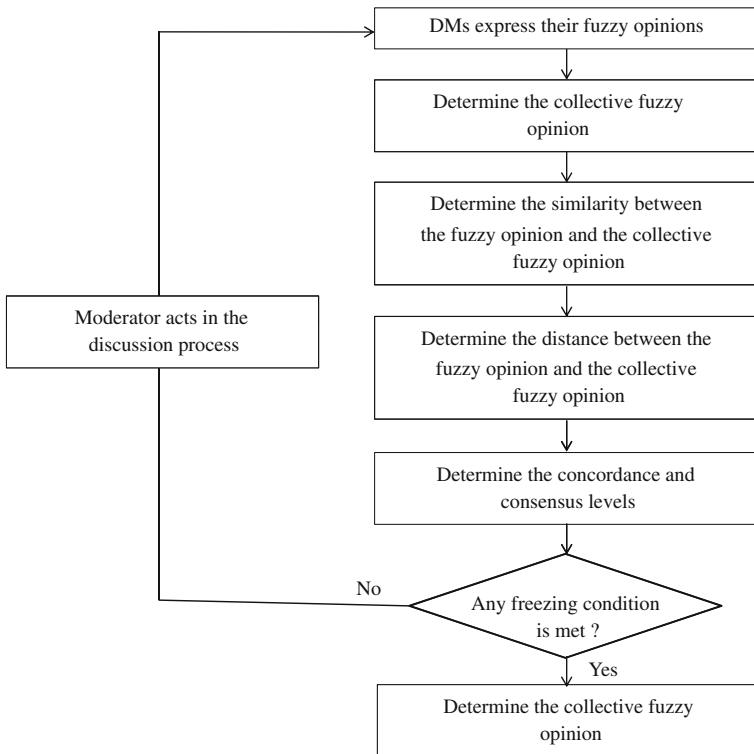 DMs express their fuzzy opinions
Determine the collective fuzzy
opinion
Determine the similarity between
the fuzzy opinion and the collective
fuzzy opinion
Moderator acts in the
discussion process
Determine the distance between the
fuzzy opinion and the collective
fuzzy opinion
Determine the concordance and
consensus levels
No
Any freezing condition
is met ?
Yes
Determine the collective fuzzy
opinion